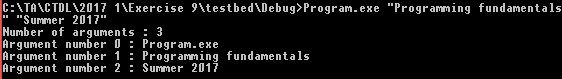 C:\TA\CTDL\2017 1\Exercise 9\testbed\Debug>Program.exe "Programming fundamentals
" "Summer 2017"
Number of arguments : 3
Argument number 0 : Program.exe
Argument number 1 : Programming fundamentals
Argument number 2 : Summer 2017